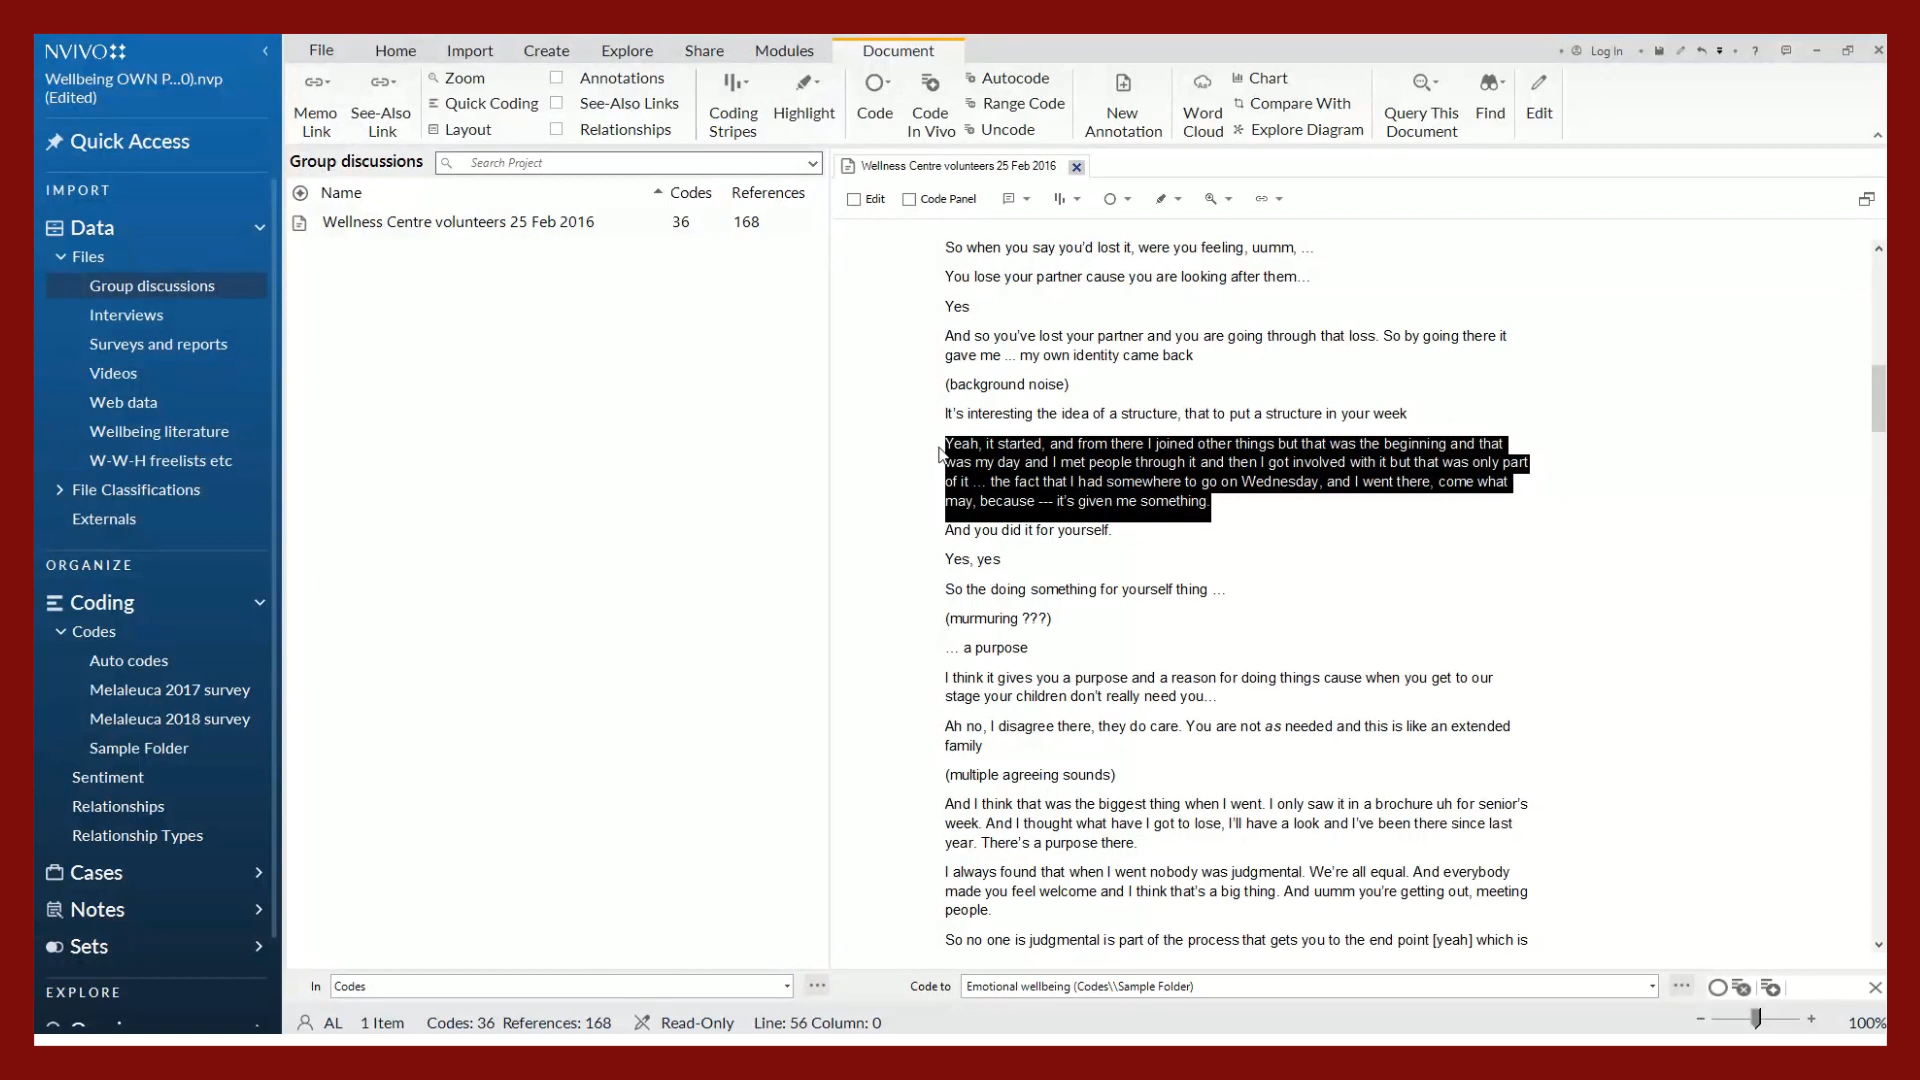 NVIVO
Wellbeing OWN P...0).nvp
(Edited)
Quick Access
IMPORT
Data
Files
Group discussions
Interviews
Surveys and reports
Videos
Web data
Wellbeing literature
W-W-H freelists etc
File Classifications
Externals
ORGANIZE
Coding
Codes
Auto codes
Melaleuca 2017 survey
Melaleuca 2018 survey
Sample Folder
Sentiment
Relationships
Relationship Types
Cases
Notes
Sets
EXPLORE
File Home Import Create Explore Share Modules Document Log In ?
Memo Link
See-Also Link
Zoom
Quick Coding
Layout
Annotations
See-Also Links
Relationships
Coding Stripes
Highlight
Code
Code In Vivo
Autocode
Range Code
Uncode
New Annotation
Word Cloud
Chart
Compare With
Explore Diagram
Query This Document
Find
Edit
Group discussions Search Project
Name Codes References
Wellness Centre volunteers 25 Feb 2016 36 168
Wellness Centre volunteers 25 Feb 2016
Edit Code Panel
So when you say you'd lost it, were you feeling, uumm, …
You lose your partner cause you are looking after them…
Yes
And so you've lost your partner and you are going through that loss. So by going there it
gave me ... my own identity came back
(background noise)
It's interesting the idea of a structure, that to put a structure in your week
Yeah, it started, and from there I joined other things but that was the beginning and that
was my day and I met people through it and then I got involved with it but that was only part
of it … the fact that I had somewhere to go on Wednesday, and I went there, come what
may, because --- it's given me something.
And you did it for yourself.
Yes, yes
So the doing something for yourself thing …
(murmuring ???)
… a purpose
I think it gives you a purpose and a reason for doing things cause when you get to our
stage your children don't really need you…
Ah no, I disagree there, they do care. You are not as needed and this is like an extended
family
(multiple agreeing sounds)
And I think that was the biggest thing when I went. I only saw it in a brochure uh for senior's
week. And I thought what have I got to lose, I'll have a look and I've been there since last
year. There's a purpose there.
I always found that when I went nobody was judgmental. We're all equal. And everybody
made you feel welcome and I think that's a big thing. And uumm you're getting out, meeting
people.
So no one is judgmental is part of the process that gets you to the end point [yeah] which is
In Codes
Code to Emotional wellbeing (Codes\\Sample Folder)
AL 1 Item Codes: 36 References: 168 Read-Only Line: 56 Column: 0
100%